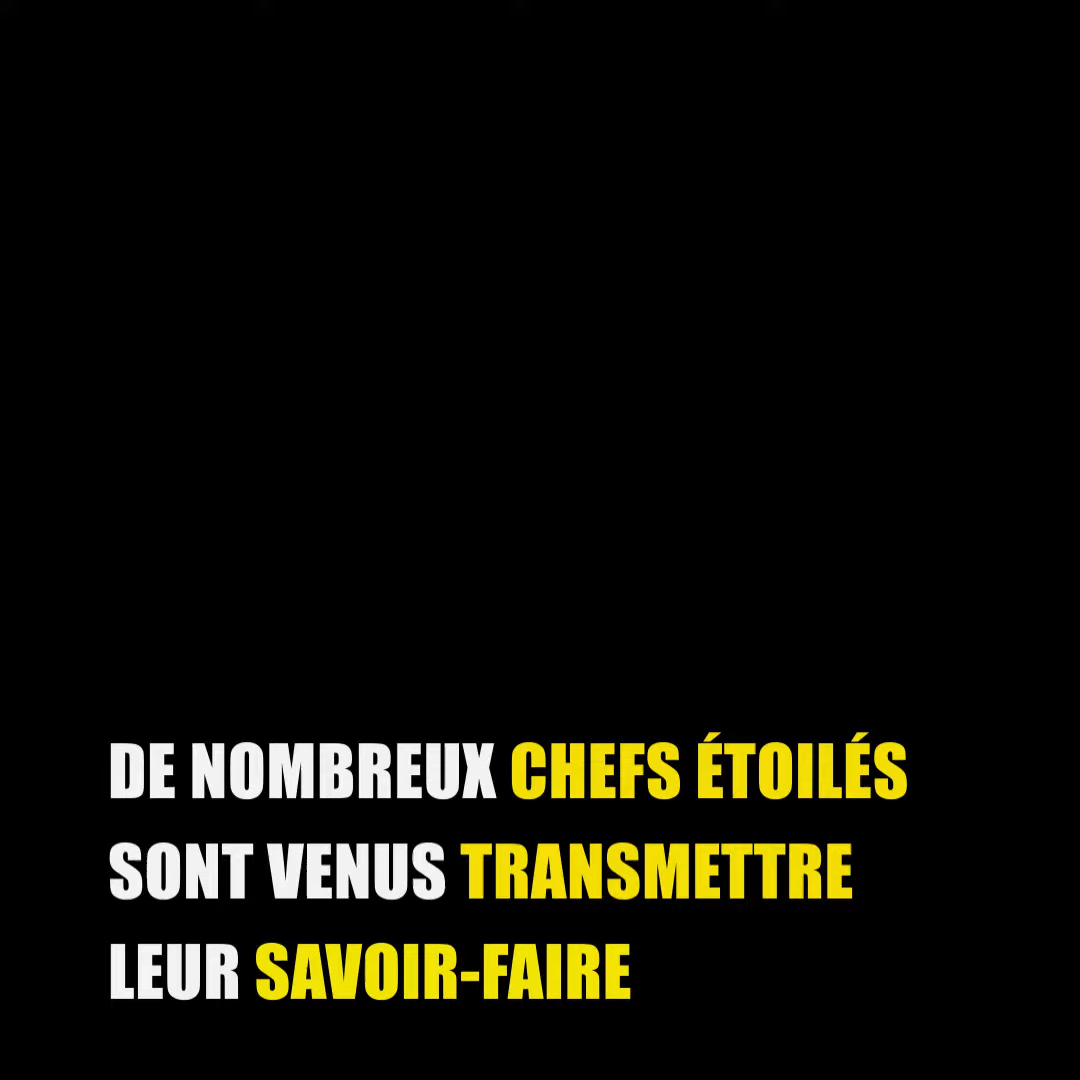 DE NOMBREUX CHEFS ÉTOILÉS
SONT VENUS TRANSMETTRE
LEUR SAVOIR-FAIRE